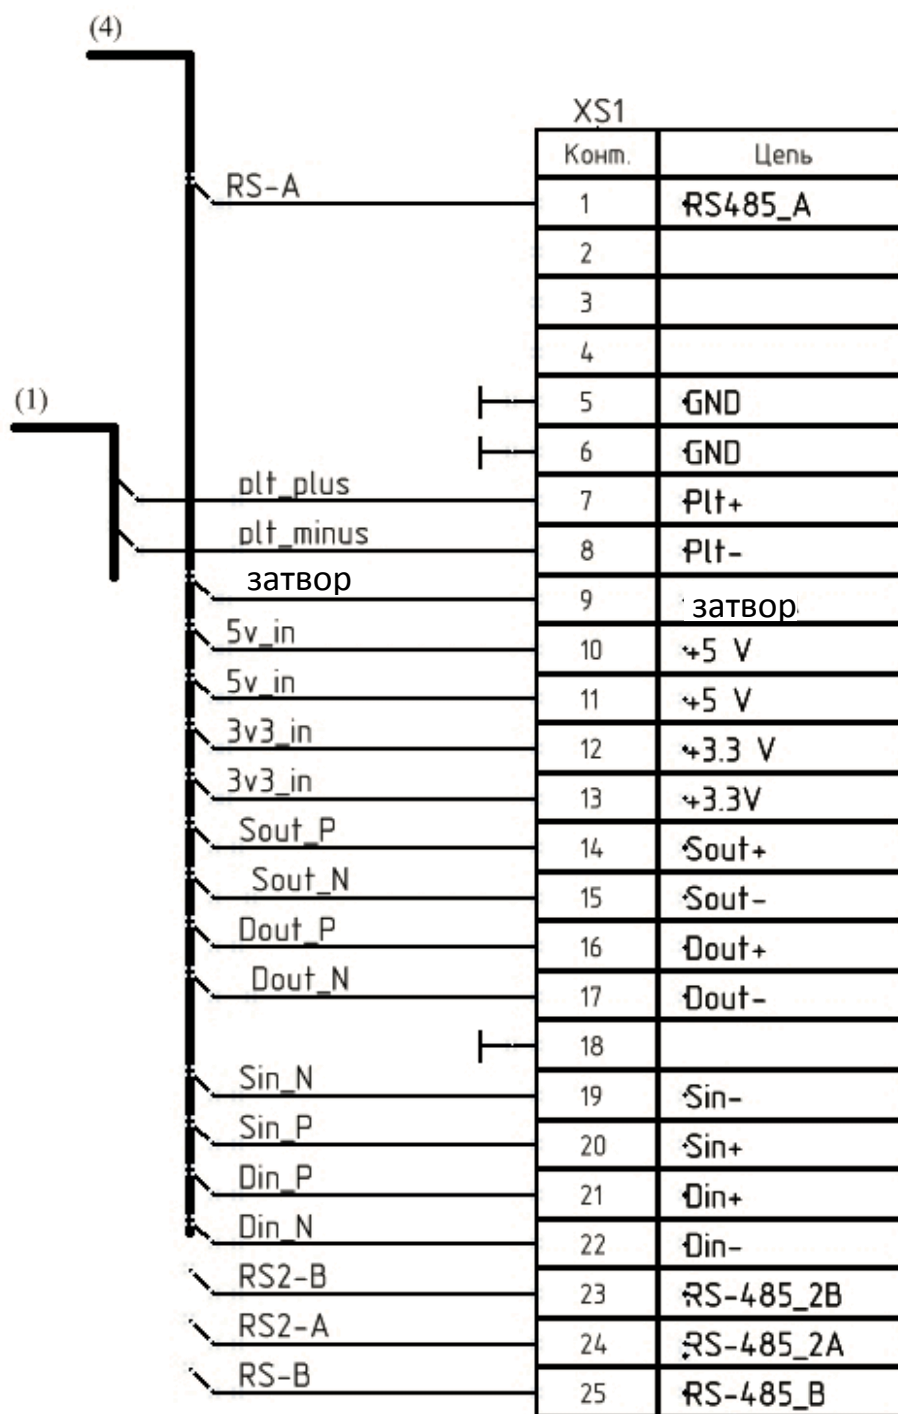 (4)
XS1
Конт. Цепь
RS-A 1 RS485_A
2
3
4
(1)
5 GND
6 GND
plt_plus 7 Plt+
plt_minus 8 Plt-
затвор 9 затвор
5v_in 10 +5 V
5v_in 11 +5 V
3v3_in 12 +3.3 V
3v3_in 13 +3.3V
Sout_P 14 Sout+
Sout_N 15 Sout-
Dout_P 16 Dout+
Dout_N 17 Dout-
18
Sin_N 19 Sin-
Sin_P 20 Sin+
Din_P 21 Din+
Din_N 22 Din-
RS2-B 23 RS-485_2B
RS2-A 24 RS-485_2A
RS-B 25 RS-485_B